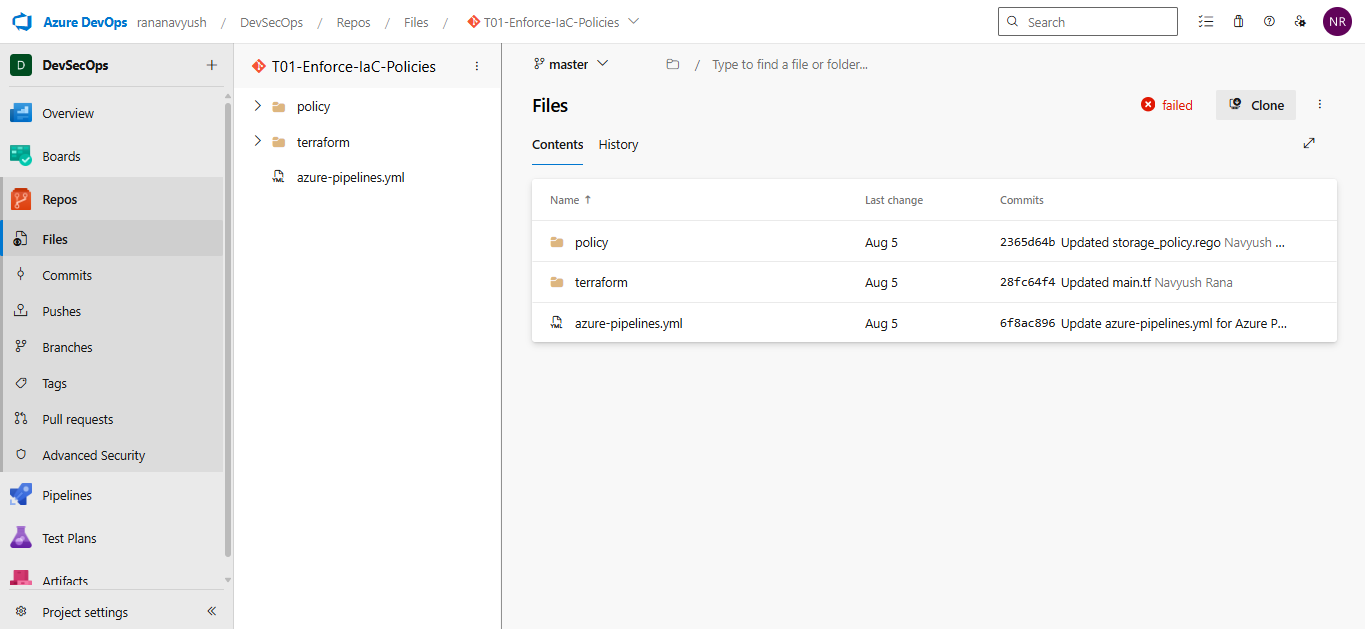 Azure DevOps rananavyush / DevSecOps / Repos / Files / T01-Enforce-IaC-Policies
Search
NR
D DevSecOps
Overview
Boards
Repos
Files
Commits
Pushes
Branches
Tags
Pull requests
Advanced Security
Pipelines
Test Plans
Artifacts
Project settings
T01-Enforce-IaC-Policies
policy
terraform
YML azure-pipelines.yml
master / Type to find a file or folder...
Files
failed
Clone
Contents History
Name Last change Commits
policy Aug 5 2365d64b Updated storage_policy.rego Navyush ...
terraform Aug 5 28fc64f4 Updated main.tf Navyush Rana
YML azure-pipelines.yml Aug 5 6f8ac896 Update azure-pipelines.yml for Azure P...